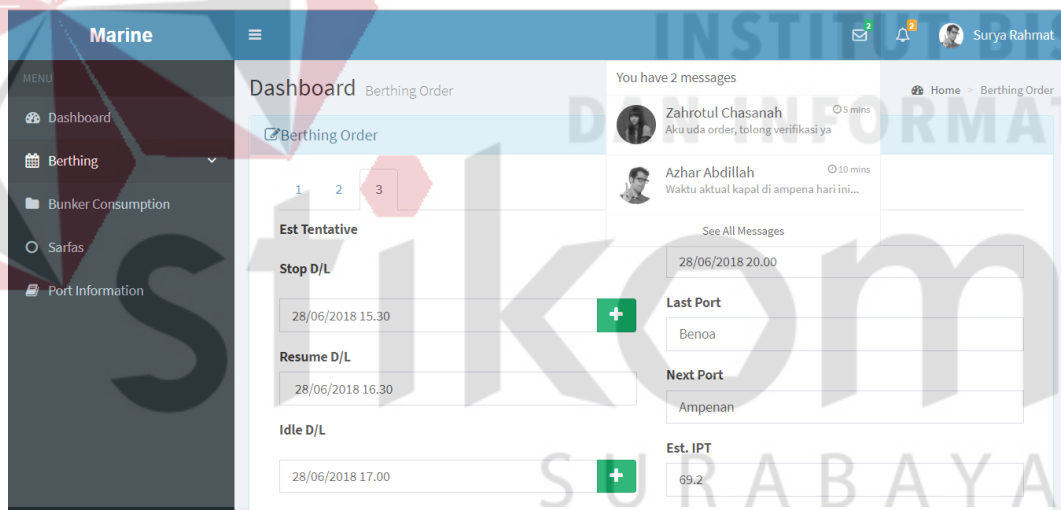 Marine
2
2
Surya Rahmat
INSTITUT BIS
DAN INFORMAT
stikom
SURABAYA
MENU
Dashboard
Berthing
Bunker Consumption
Sarfas
Port Information
Dashboard Berthing Order
Home > Berthing Order
You have 2 messages
Zahrotul Chasanah 5 mins
Aku uda order, tolong verifikasi ya
Azhar Abdillah 10 mins
Waktu aktual kapal di ampena hari ini...
See All Messages
Berthing Order
1 2 3
Est Tentative
Stop D/L
28/06/2018 15.30
+
Resume D/L
28/06/2018 16.30
Idle D/L
28/06/2018 17.00
+
28/06/2018 20.00
Last Port
Benoa
Next Port
Ampenan
Est. IPT
69.2